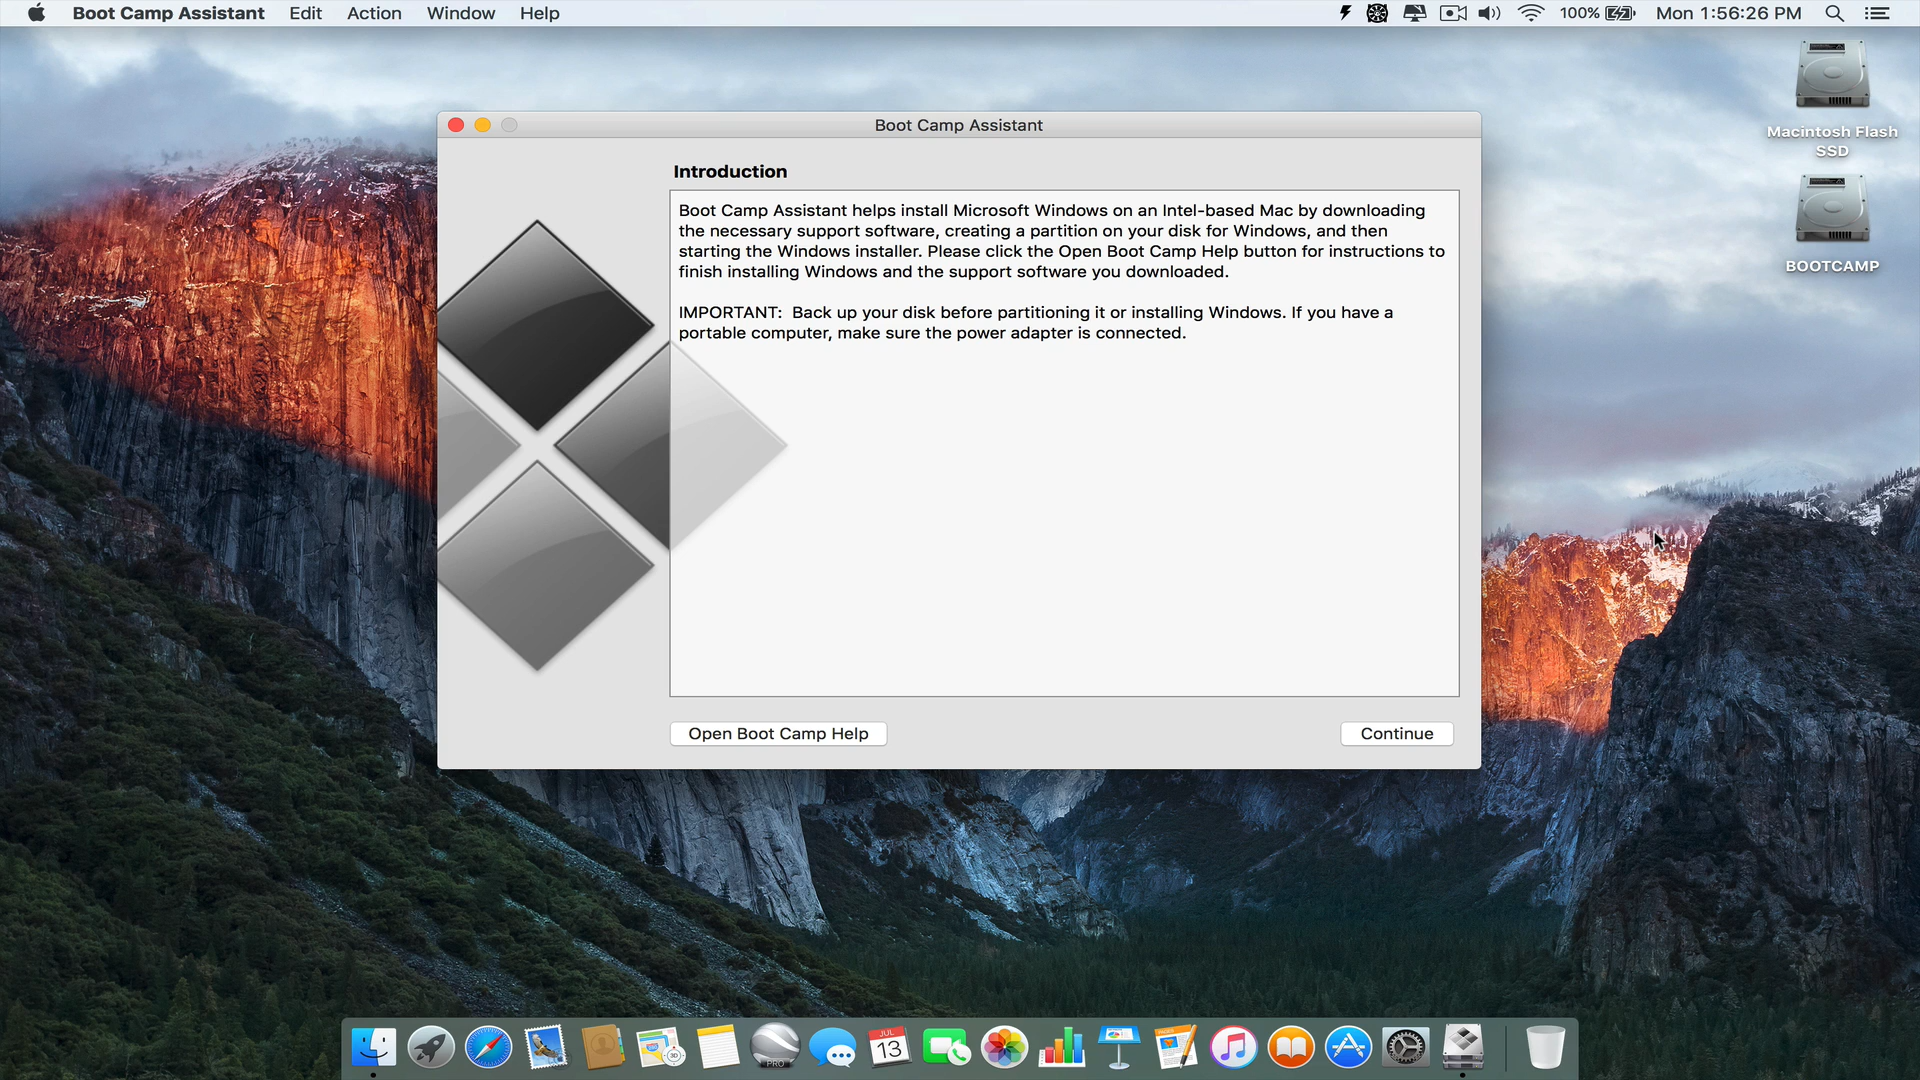 Boot Camp Assistant Edit Action Window Help 100% Mon 1:56:26 PM
Macintosh Flash
SSD
BOOTCAMP
Boot Camp Assistant
Introduction
Boot Camp Assistant helps install Microsoft Windows on an Intel-based Mac by downloading
the necessary support software, creating a partition on your disk for Windows, and then
starting the Windows installer. Please click the Open Boot Camp Help button for instructions to
finish installing Windows and the support software you downloaded.
IMPORTANT:  Back up your disk before partitioning it or installing Windows. If you have a
portable computer, make sure the power adapter is connected.
Open Boot Camp Help Continue
3D
PRO
JUL
13
PAGES